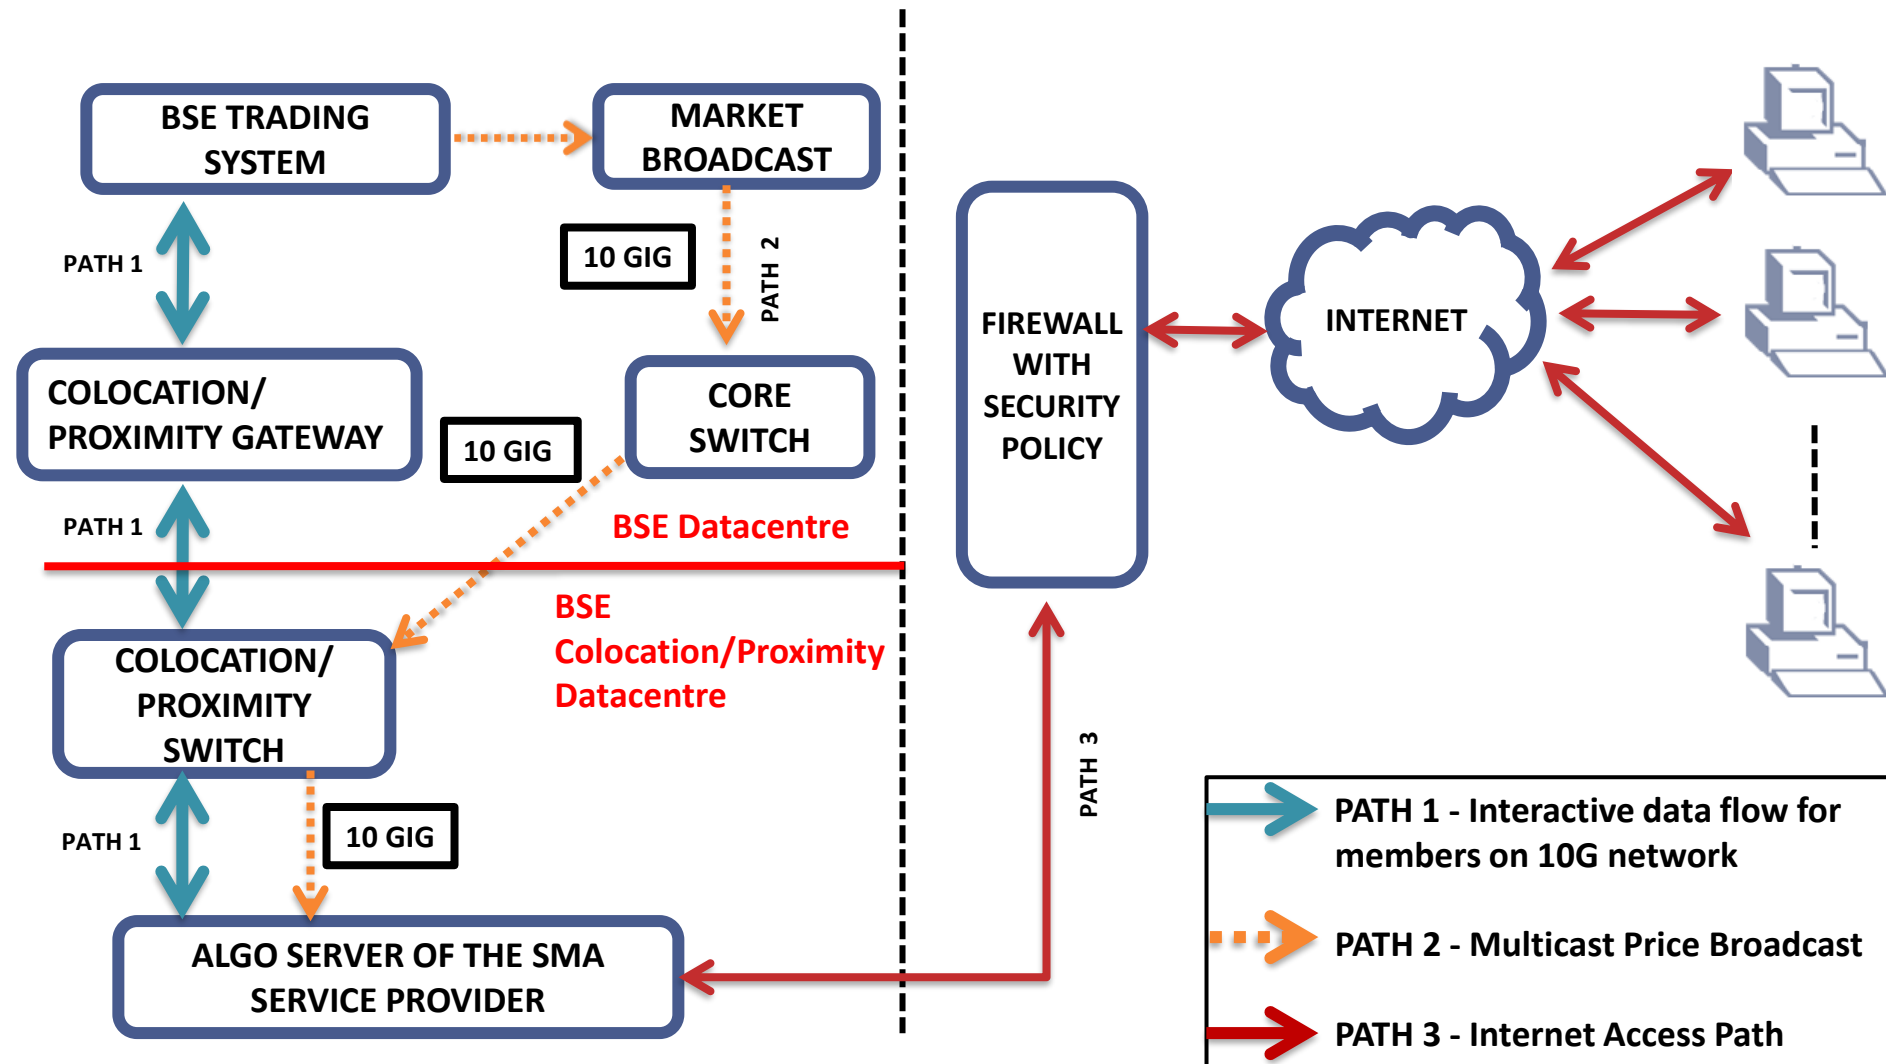 BSE TRADING
SYSTEM
MARKET
BROADCAST
PATH 1
10 GIG
PATH 2
COLOCATION/
PROXIMITY GATEWAY
10 GIG
CORE
SWITCH
PATH 1
BSE Datacentre
BSE
Colocation/Proximity
Datacentre
COLOCATION/
PROXIMITY
SWITCH
PATH 1
10 GIG
ALGO SERVER OF THE SMA
SERVICE PROVIDER
FIREWALL
WITH
SECURITY
POLICY
INTERNET
PATH 3
PATH 1 - Interactive data flow for
members on 10G network
PATH 2 - Multicast Price Broadcast
PATH 3 - Internet Access Path